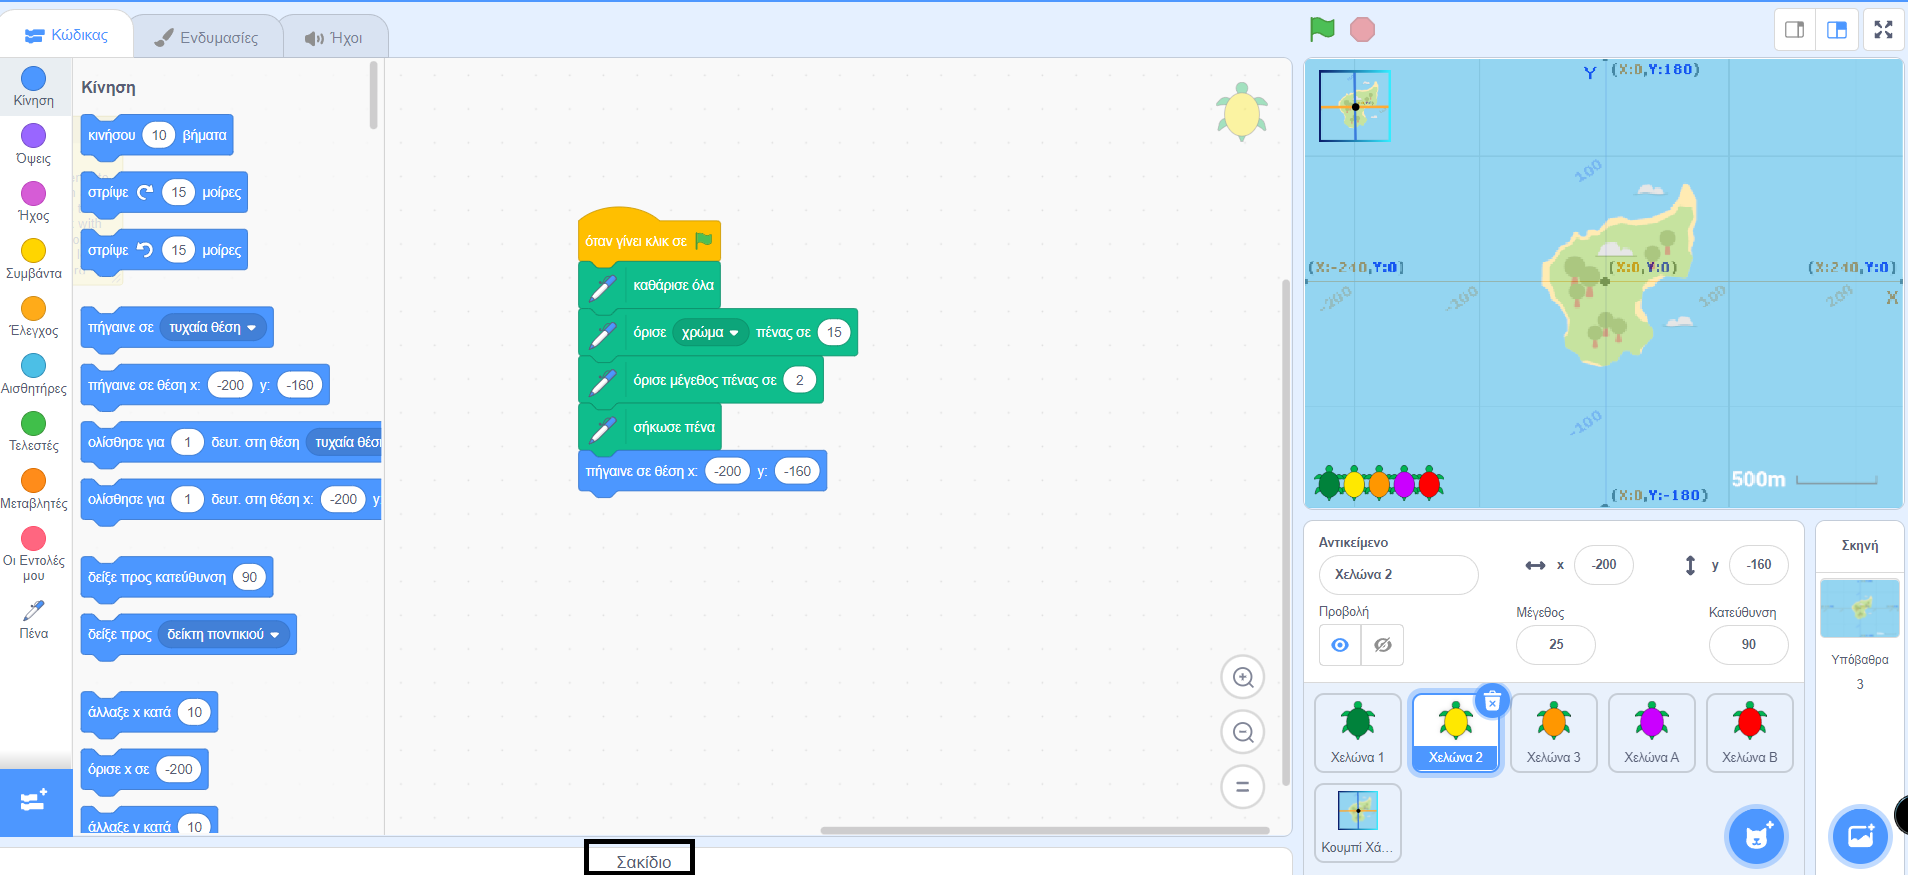 Κώδικας
Ενδυμασίες
Ήχοι
Κίνηση
Όψεις
Ήχος
Συμβάντα
Έλεγχος
Αισθητήρες
Τελεστές
Μεταβλητές
Οι Εντολές
μου
Πένα
Κίνηση
κινήσου 10 βήματα
στρίψε 15 μοίρες
στρίψε 15 μοίρες
πήγαινε σε τυχαία θέση
πήγαινε σε θέση x: -200 y: -160
ολίσθησε για 1 δευτ. στη θέση τυχαία θέσ
ολίσθησε για 1 δευτ. στη θέση x: -200 y
δείξε προς κατεύθυνση 90
δείξε προς δείκτη ποντικιού
άλλαξε x κατά 10
όρισε x σε -200
άλλαξε y κατά 10
όταν γίνει κλικ σε
καθάρισε όλα
όρισε χρώμα πένας σε 15
όρισε μέγεθος πένας σε 2
σήκωσε πένα
πήγαινε σε θέση x: -200 y: -160
Σακίδιο
Y (X:0,Y:180)
100
(X:-240,Y:0) (X:0,Y:0) (X:240,Y:0)
-200 -100 100 200 X
-100
500m
(X:0,Y:-180)
Αντικείμενο
Χελώνα 2
x -200
y -160
Προβολή
Μέγεθος
25
Κατεύθυνση
90
Χελώνα 1
Χελώνα 2
Χελώνα 3
Χελώνα A
Χελώνα B
Κουμπί Χά...
Σκηνή
Υπόβαθρα
3